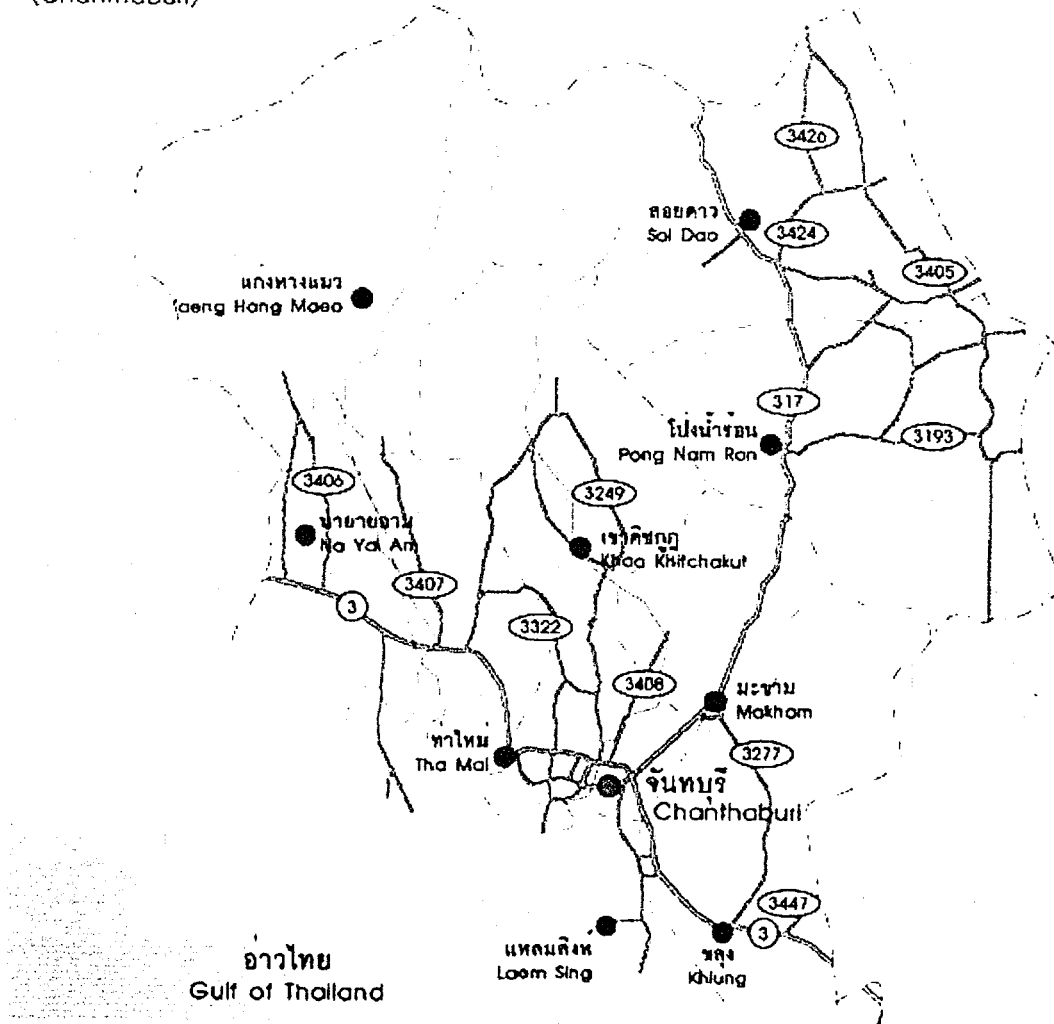 3426
สอยดาว
Soi Dao
3424
3405
แก่งหางแมว
aeng Hang Maeo
317
โป่งน้ำร้อน
Pong Nam Ron
3193
3406
3249
นายายอาม
Na Yai Am
เขาคิชฌกูฏ
Khao Khitchakut
3407
3
3322
3408
มะขาม
Makham
ท่าใหม่
Tha Mai
3277
จันทบุรี
Chanthaburi
3447
แหลมสิงห์
Laem Sing
3
ขลุง
Khlung
อ่าวไทย
Gulf of Thailand